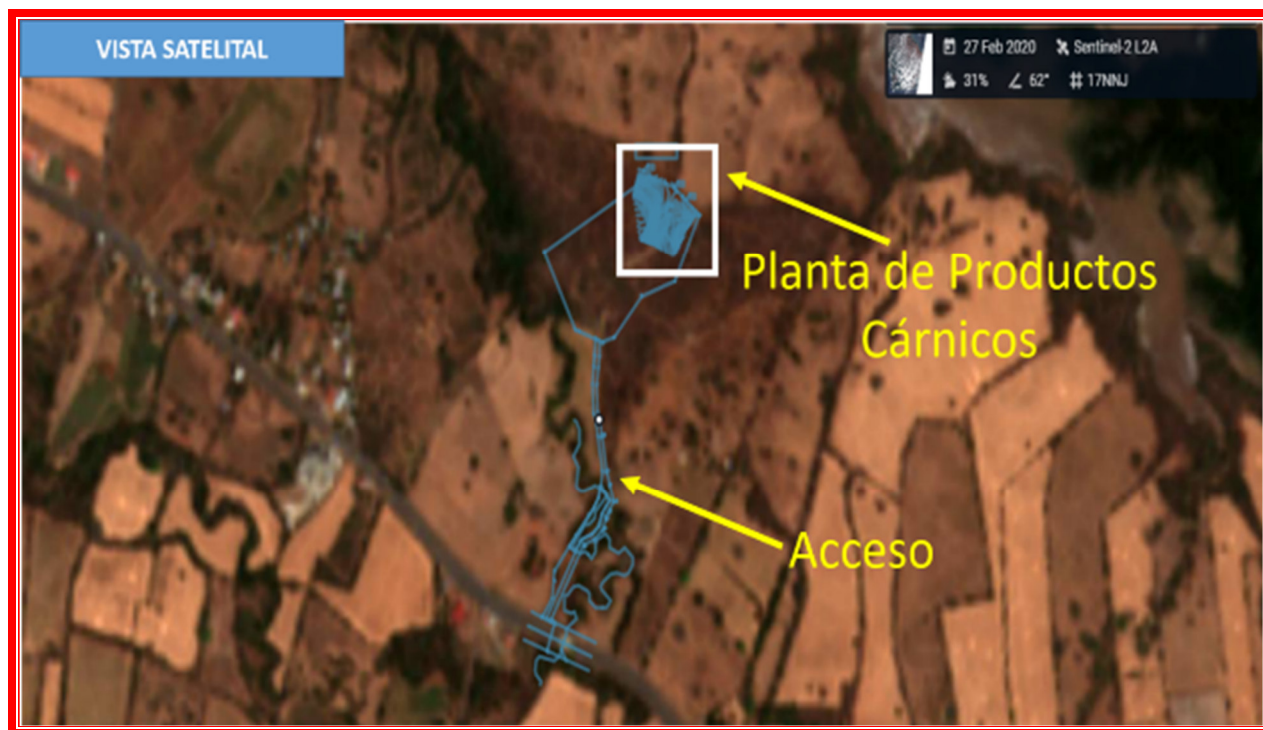 VISTA SATELITAL
27 Feb 2020 Sentinel-2 L2A
31% 62° 17NNJ
Planta de Productos
Cárnicos
Acceso